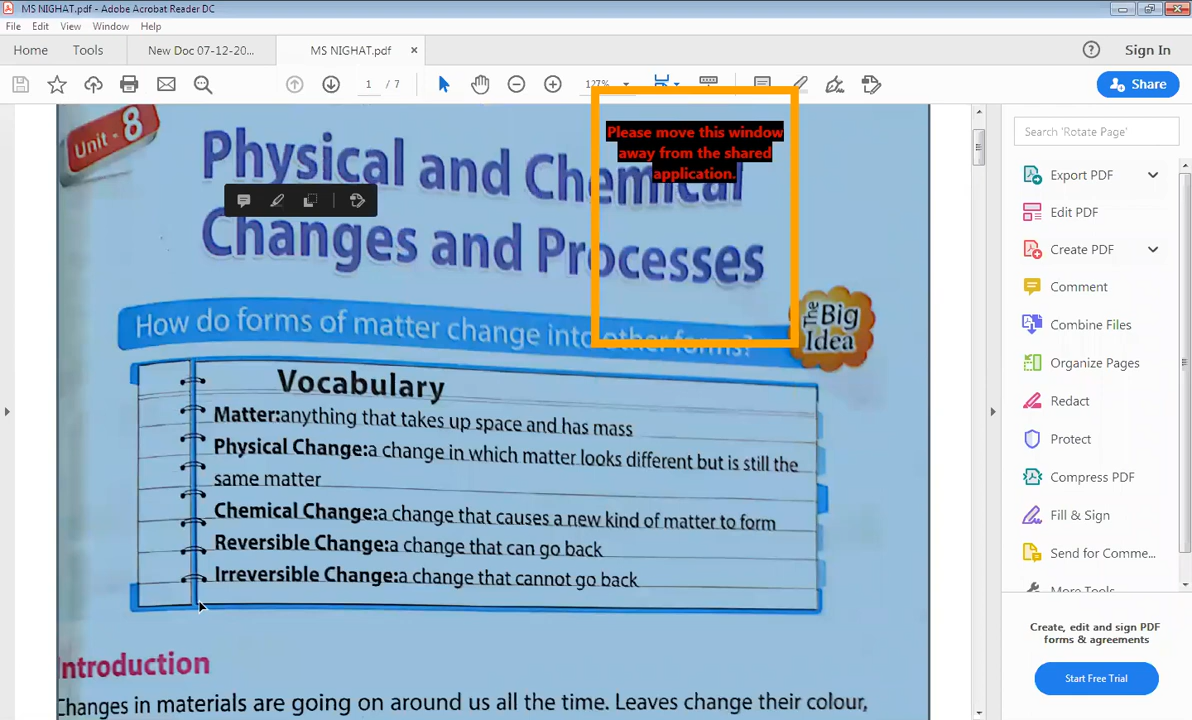 MS NIGHAT.pdf - Adobe Acrobat Reader DC
File Edit View Window Help
Home Tools New Doc 07-12-20... MS NIGHAT.pdf × ? Sign In
1 / 7 127% Share
Please move this window
away from the shared
application.
Unit - 8
Physical and Chemical
Changes and Processes
How do forms of matter change into other forms?
The Big
Idea
Vocabulary
Matter:anything that takes up space and has mass
Physical Change:a change in which matter looks different but is still the
same matter
Chemical Change:a change that causes a new kind of matter to form
Reversible Change:a change that can go back
Irreversible Change:a change that cannot go back
Introduction
Changes in materials are going on around us all the time. Leaves change their colour,
Search 'Rotate Page'
Export PDF
Edit PDF
Create PDF
Comment
Combine Files
Organize Pages
Redact
Protect
Compress PDF
Fill & Sign
Send for Comme...
More Tools
Create, edit and sign PDF
forms & agreements
Start Free Trial